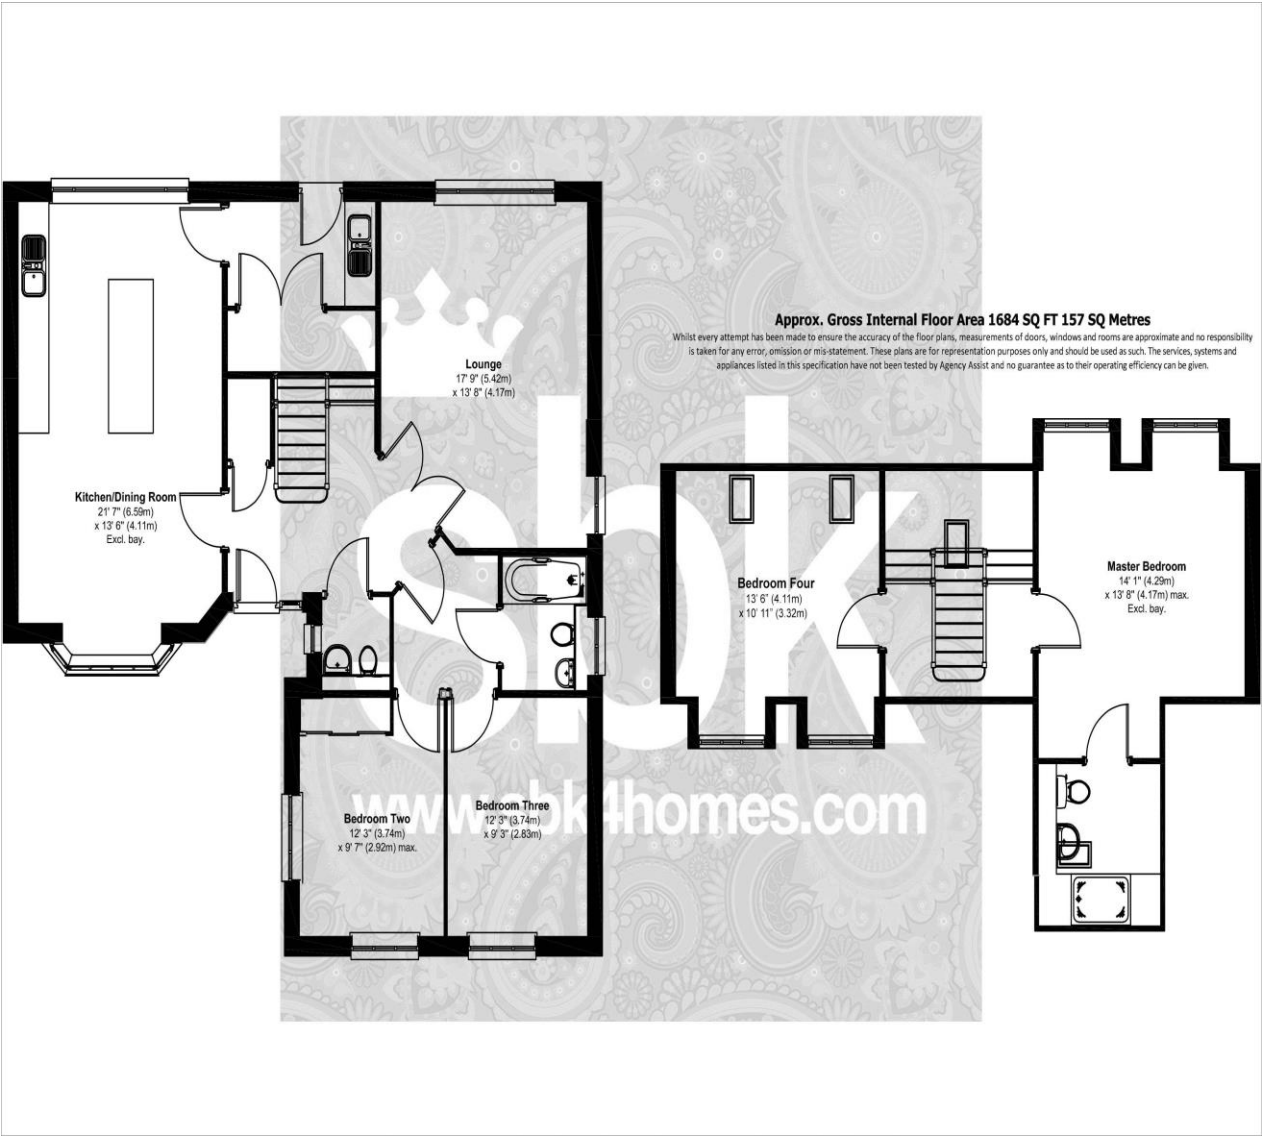 Lounge
17' 9" (5.42m)
x 13' 8" (4.17m)
Kitchen/Dining Room
21' 7" (6.59m)
x 13' 6" (4.11m)
Excl. bay.
Bedroom Two
12' 3" (3.74m)
x 9' 7" (2.92m) max.
Bedroom Three
12' 3" (3.74m)
x 9' 3" (2.83m)
Approx. Gross Internal Floor Area 1684 SQ FT 157 SQ Metres
Whilst every attempt has been made to ensure the accuracy of the floor plans, measurements of doors, windows and rooms are approximate and no responsibility
is taken for any error, omission or mis-statement. These plans are for representation purposes only and should be used as such. The services, systems and
appliances listed in this specification have not been tested by Agency Assist and no guarantee as to their operating efficiency can be given.
Bedroom Four
13' 6" (4.11m)
x 10' 11" (3.32m)
Master Bedroom
14' 1" (4.29m)
x 13' 8" (4.17m) max.
Excl. bay.
sbk
www.sbk4homes.com